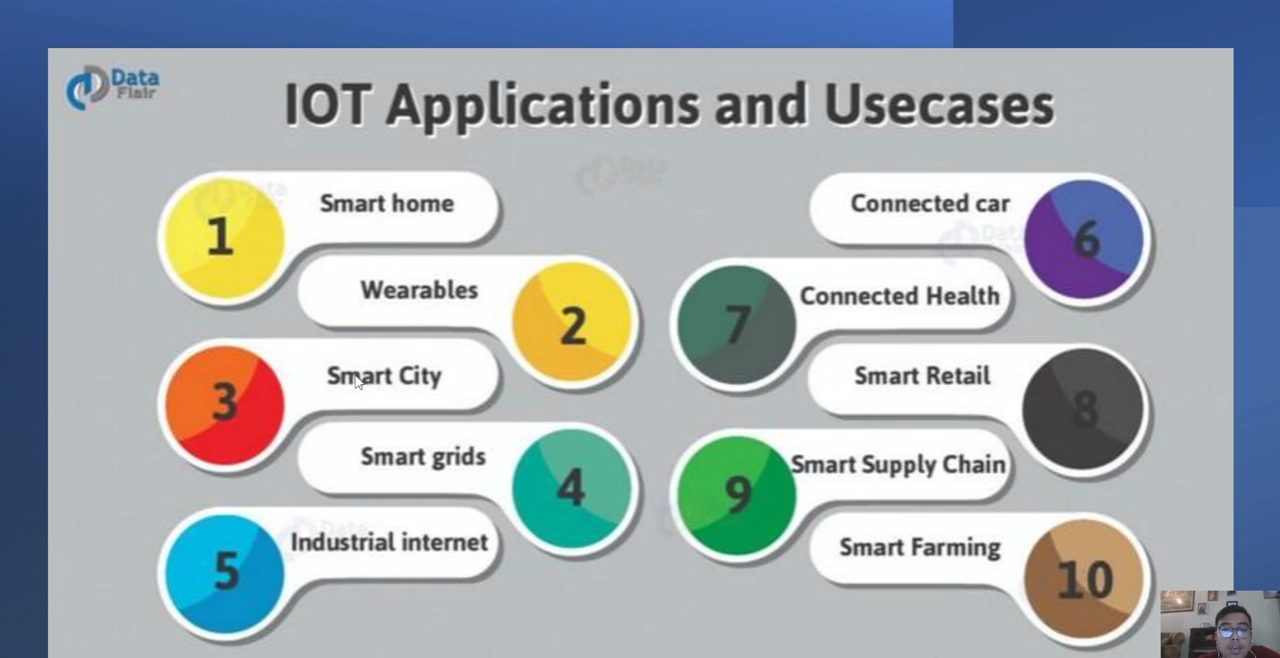 Data
Flair
IOT Applications and Usecases
1
Smart home
Wearables
2
3
Smart City
Smart grids
4
5
Industrial internet
Connected car
6
7
Connected Health
Smart Retail
8
9
Smart Supply Chain
Smart Farming
10